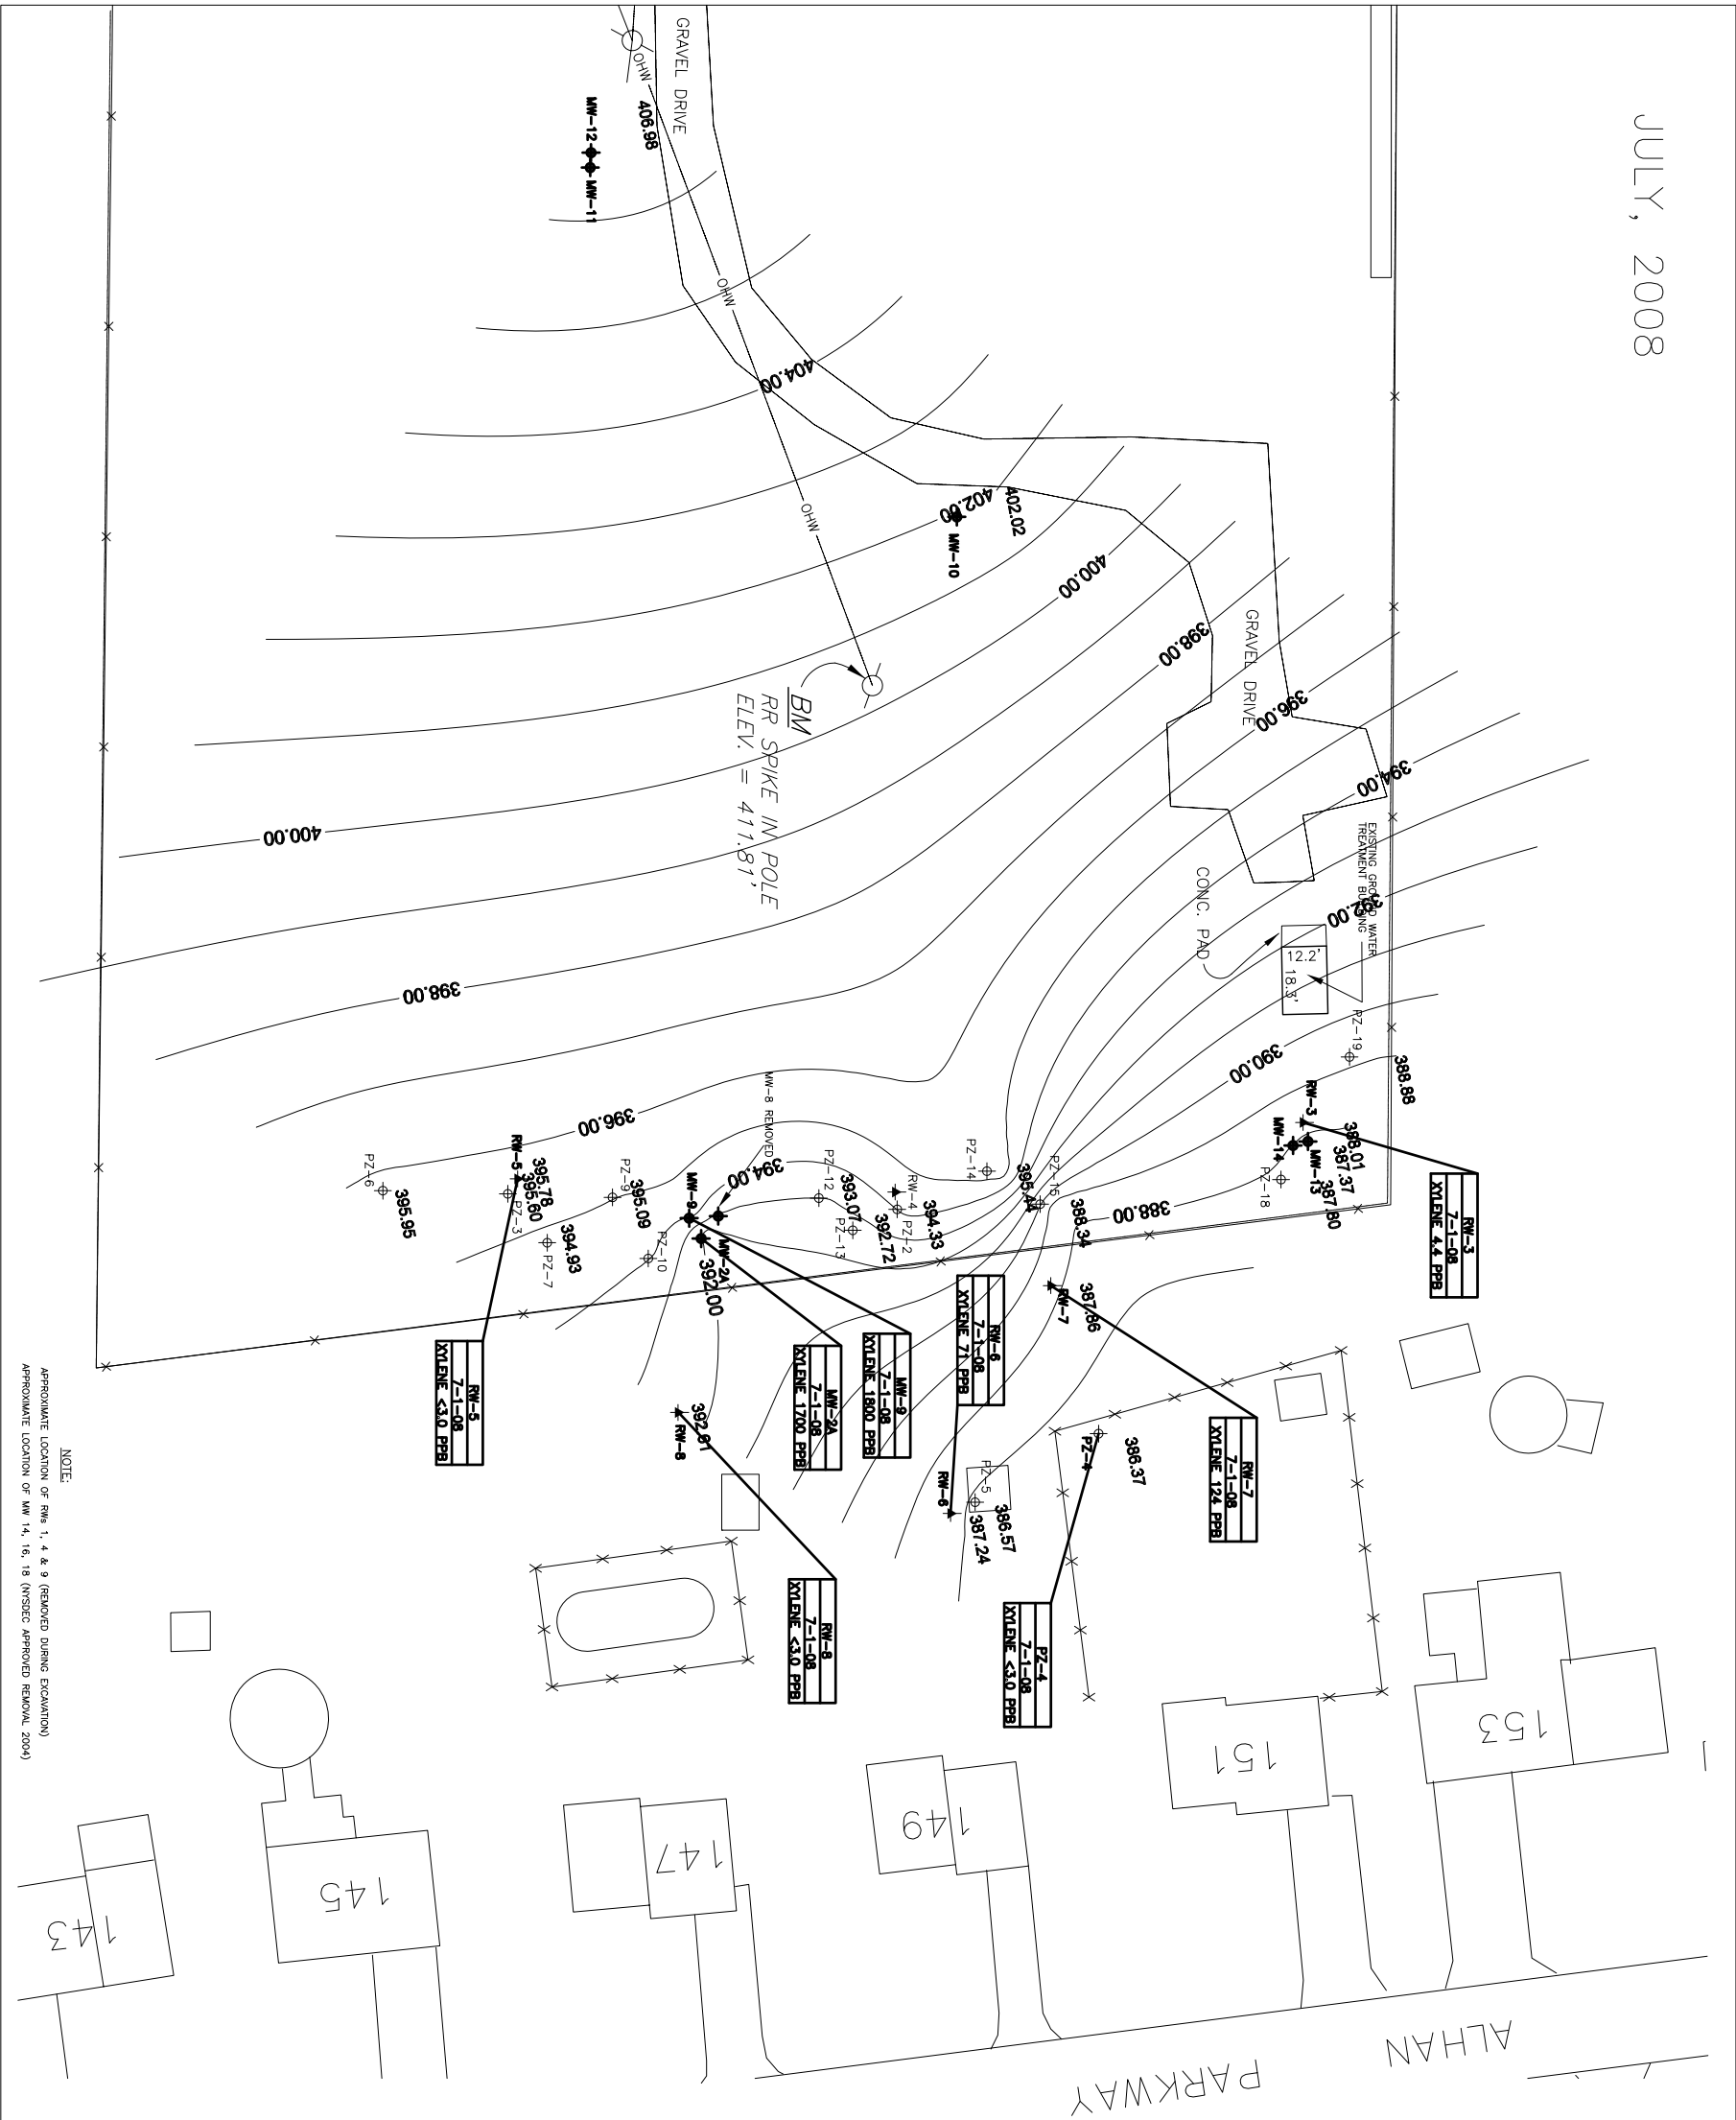 JULY, 2008
GRAVEL DRIVE
OHW
406.98
MW-12
MW-11
OHW
404.00
OHW
402.00
402.02
MW-10
400.00
398.00
GRAVEL DRIVE
396.00
394.00
BM
RR SPIKE IN POLE
ELEV. = 411.81'
400.00
398.00
396.00
EXISTING GROUND WATER
TREATMENT BUILDING
392.00
CONC. PAD
12.2'
18.3'
PZ-19
388.88
390.00
RW-3
388.01
387.37
387.80
MW-14
MW-13
PZ-18
RW-3
7-1-08
XYLENE 4.4 PPB
388.00
PZ-15
395.44
388.34
PZ-14
RW-4
394.33
PZ-2
392.72
PZ-12
393.07
PZ-13
MW-8 REMOVED
394.00
MW-9
MW-2A
392.00
PZ-9
395.09
PZ-10
RW-5
395.78
395.60
PZ-3
394.93
PZ-7
PZ-6
395.95
387.86
RW-7
RW-5
7-1-08
XYLENE <3.0 PPB
MW-2A
7-1-08
XYLENE 1700 PPB
MW-9
7-1-08
XYLENE 1800 PPB
RW-6
7-1-08
XYLENE 71 PPB
RW-7
7-1-08
XYLENE 124 PPB
392.61
RW-8
RW-6
PZ-5
386.57
387.24
PZ-4
386.37
RW-8
7-1-08
XYLENE <3.0 PPB
PZ-4
7-1-08
XYLENE <3.0 PPB
153
151
149
147
145
143
ALHAN
PARKWAY
NOTE:
APPROXIMATE LOCATION OF RWs 1, 4 & 9 (REMOVED DURING EXCAVATION)
APPROXIMATE LOCATION OF MW 14, 16, 18 (NYSDEC APPROVED REMOVAL 2004)